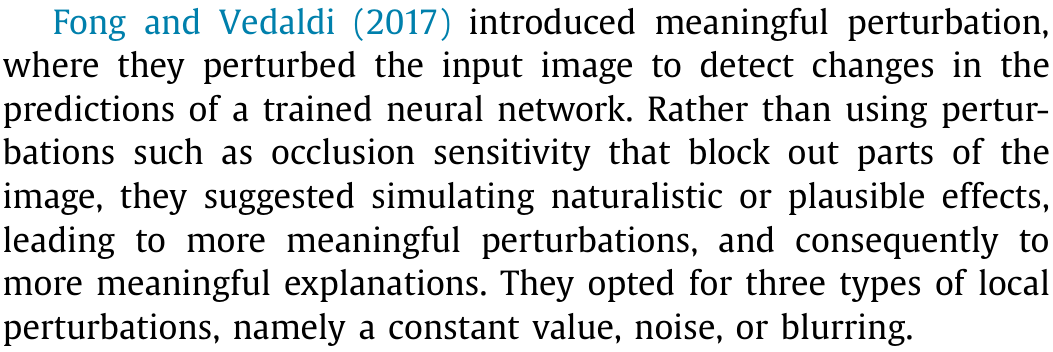 Fong and Vedaldi (2017) introduced meaningful perturbation,
where they perturbed the input image to detect changes in the
predictions of a trained neural network. Rather than using pertur-
bations such as occlusion sensitivity that block out parts of the
image, they suggested simulating naturalistic or plausible effects,
leading to more meaningful perturbations, and consequently to
more meaningful explanations. They opted for three types of local
perturbations, namely a constant value, noise, or blurring.